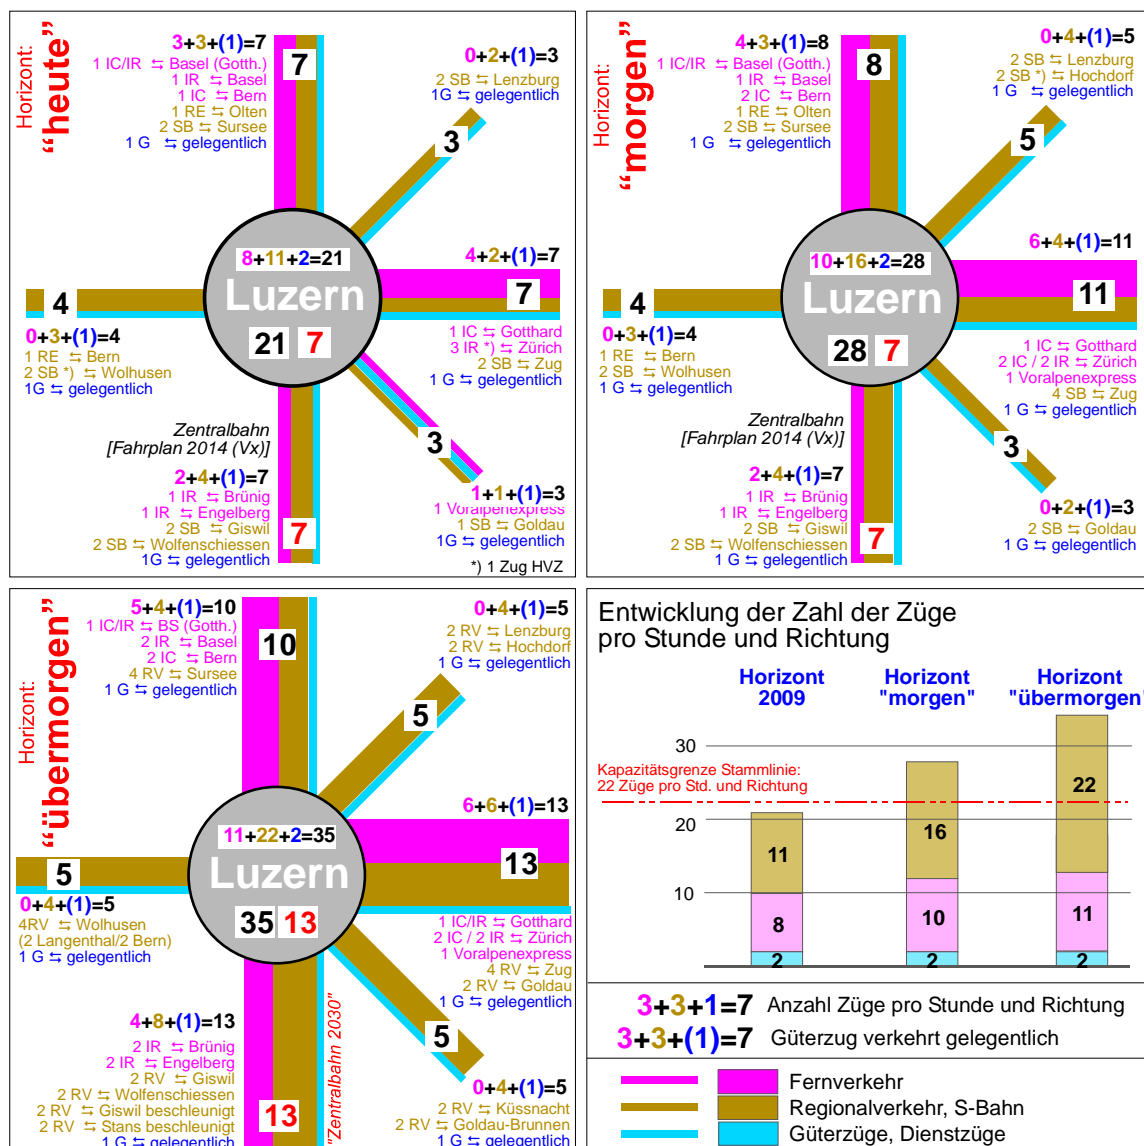 Horizont:
"heute"
3+3+(1)=7
1 IC/IR ⇆ Basel (Gotth.)
1 IR ⇆ Basel
1 IC ⇆ Bern
1 RE ⇆ Olten
2 SB ⇆ Sursee
1 G ⇆ gelegentlich
7
0+2+(1)=3
2 SB ⇆ Lenzburg
1G ⇆ gelegentlich
3
8+11+2=21
Luzern
21 7
4+2+(1)=7
7
1 IC ⇆ Gotthard
3 IR *) ⇆ Zürich
2 SB ⇆ Zug
1 G ⇆ gelegentlich
4
0+3+(1)=4
1 RE ⇆ Bern
2 SB *) ⇆ Wolhusen
1G ⇆ gelegentlich
Zentralbahn
[Fahrplan 2014 (Vx)]
2+4+(1)=7
1 IR ⇆ Brünig
1 IR ⇆ Engelberg
2 SB ⇆ Giswil
2 SB ⇆ Wolfenschiessen
1G ⇆ gelegentlich
7
3
1+1+(1)=3
1 Voralpenexpress
1 SB ⇆ Goldau
1G ⇆ gelegentlich
*) 1 Zug HVZ
Horizont:
"morgen"
4+3+(1)=8
1 IC/IR ⇆ Basel (Gotth.)
1 IR ⇆ Basel
2 IC ⇆ Bern
1 RE ⇆ Olten
2 SB ⇆ Sursee
1 G ⇆ gelegentlich
8
0+4+(1)=5
2 SB ⇆ Lenzburg
2 SB *) ⇆ Hochdorf
1 G ⇆ gelegentlich
5
10+16+2=28
Luzern
28 7
6+4+(1)=11
11
1 IC ⇆ Gotthard
2 IC / 2 IR ⇆ Zürich
1 Voralpenexpress
4 SB ⇆ Zug
1 G ⇆ gelegentlich
4
0+3+(1)=4
1 RE ⇆ Bern
2 SB ⇆ Wolhusen
1 G ⇆ gelegentlich
Zentralbahn
[Fahrplan 2014 (Vx)]
2+4+(1)=7
1 IR ⇆ Brünig
1 IR ⇆ Engelberg
2 SB ⇆ Giswil
2 SB ⇆ Wolfenschiessen
1 G ⇆ gelegentlich
7
3
0+2+(1)=3
2 SB ⇆ Goldau
1 G ⇆ gelegentlich
Horizont:
"übermorgen"
5+4+(1)=10
1 IC/IR ⇆ BS (Gotth.)
2 IR ⇆ Basel
2 IC ⇆ Bern
4 RV ⇆ Sursee
1 G ⇆ gelegentlich
10
0+4+(1)=5
2 RV ⇆ Lenzburg
2 RV ⇆ Hochdorf
1 G ⇆ gelegentlich
5
11+22+2=35
Luzern
35 13
6+6+(1)=13
13
1 IC/IR ⇆ Gotthard
2 IC / 2 IR ⇆ Zürich
1 Voralpenexpress
4 RV ⇆ Zug
2 RV ⇆ Goldau
1 G ⇆ gelegentlich
5
0+4+(1)=5
4RV ⇆ Wolhusen
(2 Langenthal/2 Bern)
1 G ⇆ gelegentlich
4+8+(1)=13
2 IR ⇆ Brünig
2 IR ⇆ Engelberg
2 RV ⇆ Giswil
2 RV ⇆ Wolfenschiessen
2 RV ⇆ Giswil beschleunigt
2 RV ⇆ Stans beschleunigt
1 G ⇆ gelegentlich
13
"Zentralbahn 2030"
5
0+4+(1)=5
2 RV ⇆ Küssnacht
2 RV ⇆ Goldau-Brunnen
1 G ⇆ gelegentlich
Entwicklung der Zahl der Züge
pro Stunde und Richtung
Horizont
2009
Horizont
"morgen"
Horizont
"übermorgen"
30
Kapazitätsgrenze Stammlinie:
22 Züge pro Std. und Richtung
20
10
11
8
2
16
10
2
22
11
2
3+3+1=7 Anzahl Züge pro Stunde und Richtung
3+3+(1)=7 Güterzug verkehrt gelegentlich
Fernverkehr
Regionalverkehr, S-Bahn
Güterzüge, Dienstzüge